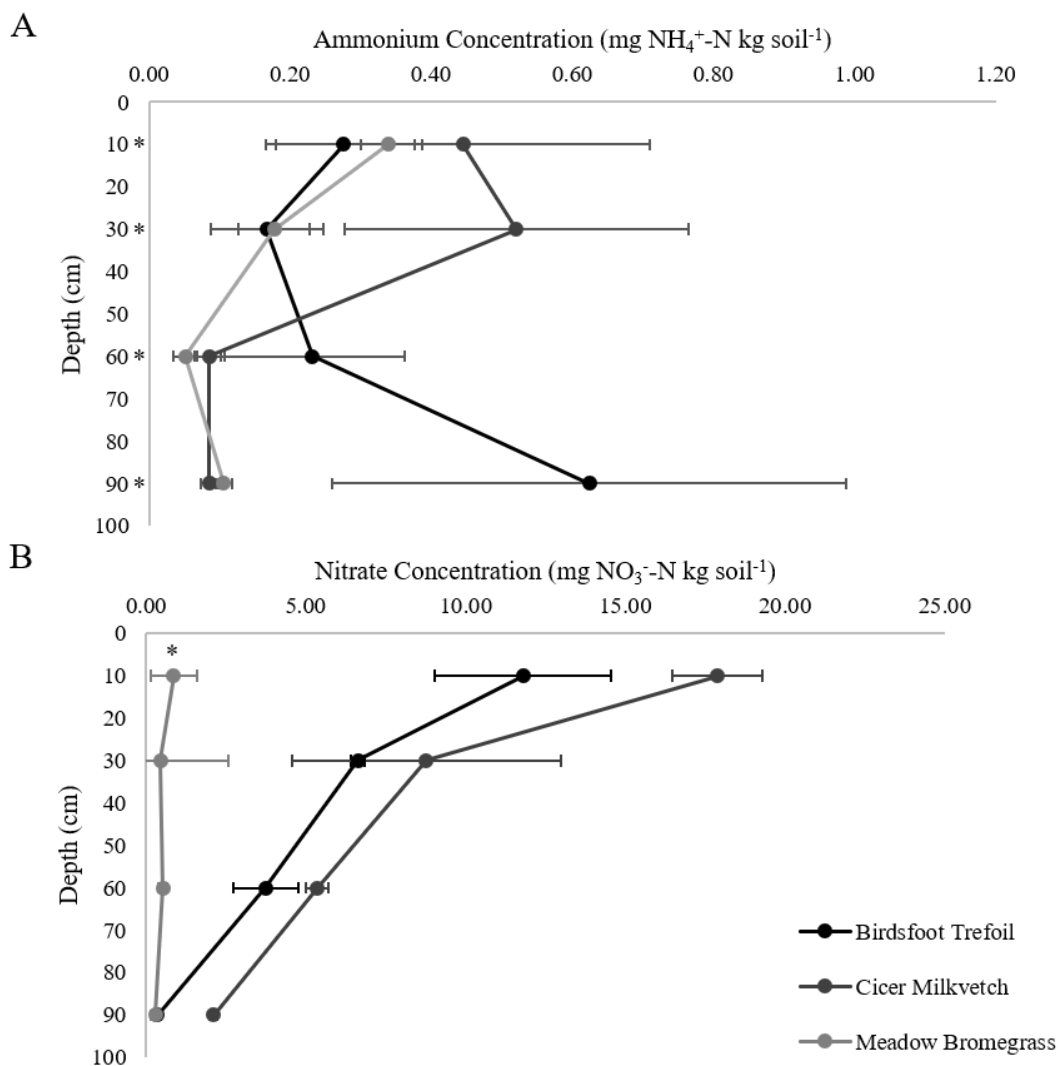 A
Ammonium Concentration (mg NH₄⁺-N kg soil⁻¹)
0.00 0.20 0.40 0.60 0.80 1.00 1.20
Depth (cm)
0
10 *
20
30 *
40
50
60 *
70
80
90 *
100
B
Nitrate Concentration (mg NO₃⁻-N kg soil⁻¹)
0.00 5.00 10.00 15.00 20.00 25.00
Depth (cm)
0
*
10
20
30
40
50
60
70
80
90
100
Birdsfoot Trefoil
Cicer Milkvetch
Meadow Bromegrass